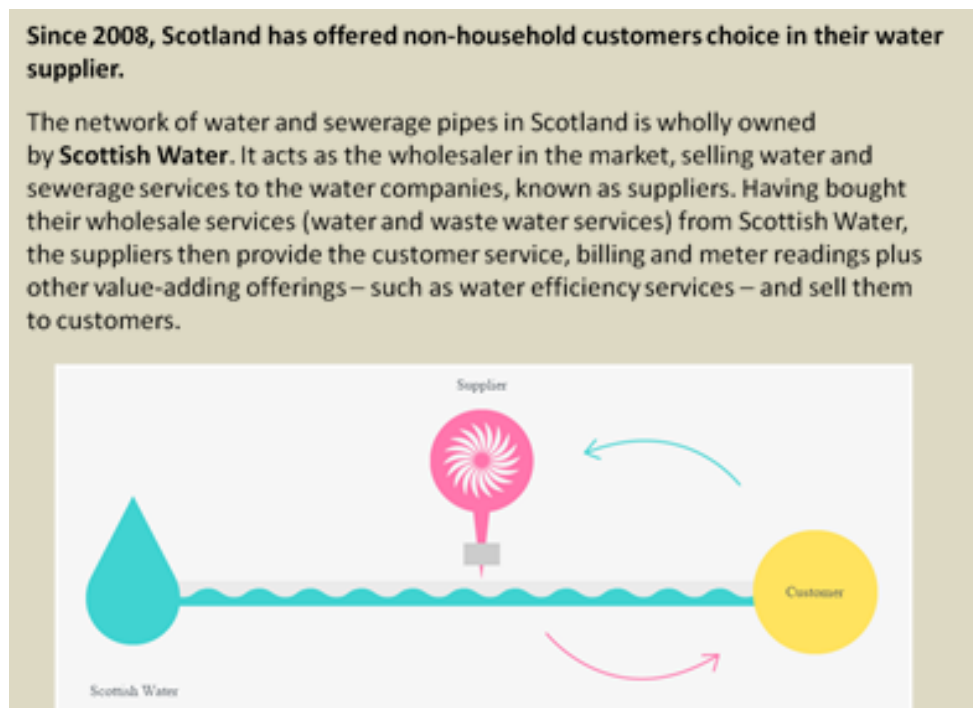 Since 2008, Scotland has offered non-household customers choice in their water
supplier.
The network of water and sewerage pipes in Scotland is wholly owned
by Scottish Water. It acts as the wholesaler in the market, selling water and
sewerage services to the water companies, known as suppliers. Having bought
their wholesale services (water and waste water services) from Scottish Water,
the suppliers then provide the customer service, billing and meter readings plus
other value-adding offerings – such as water efficiency services – and sell them
to customers.
Supplier
Customer
Scottish Water